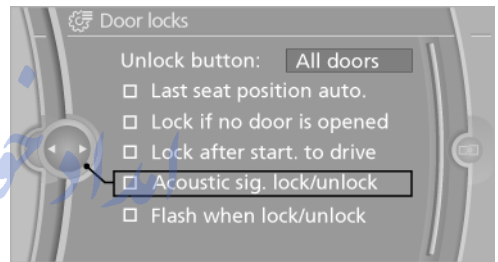 Door locks
Unlock button: All doors
Last seat position auto.
Lock if no door is opened
Lock after start. to drive
Acoustic sig. lock/unlock
Flash when lock/unlock